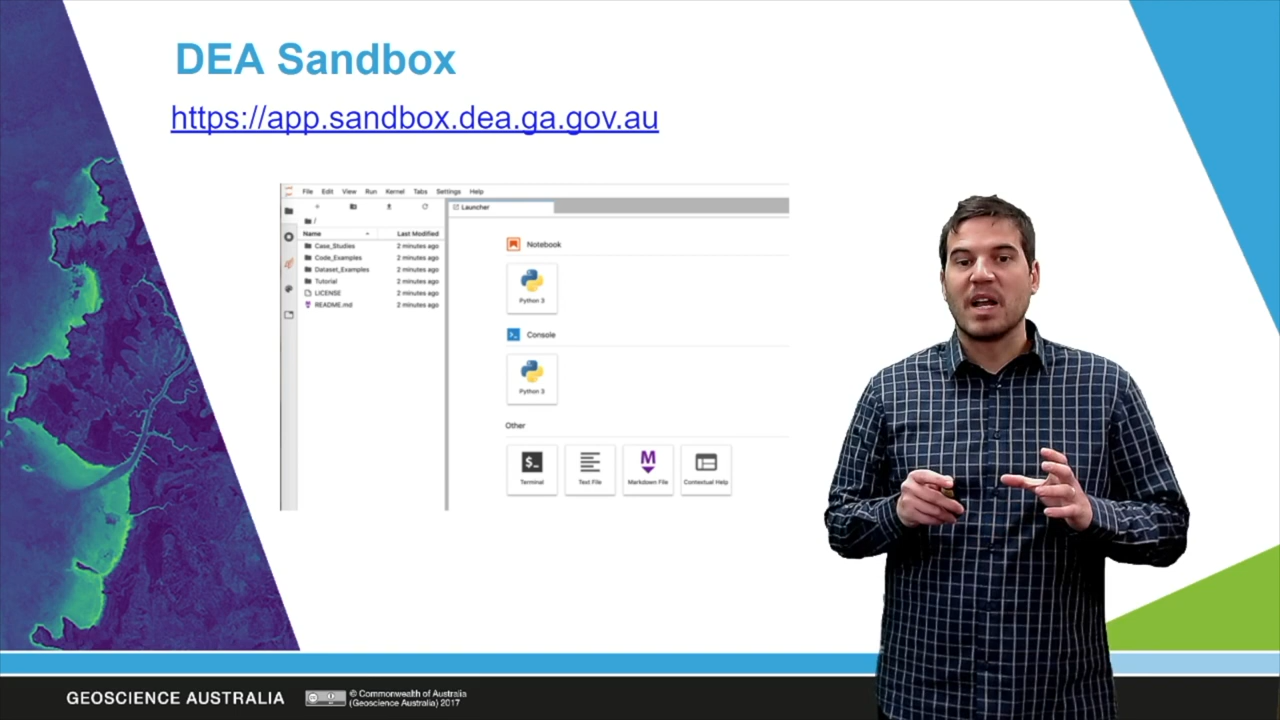 DEA Sandbox
https://app.sandbox.dea.ga.gov.au
File Edit View Run Kernel Tabs Settings Help
Launcher
/
Name Last Modified
Case_Studies 2 minutes ago
Code_Examples 2 minutes ago
Dataset_Examples 2 minutes ago
Tutorial 2 minutes ago
LICENSE 2 minutes ago
README.md 2 minutes ago
Notebook
Python 3
Console
Python 3
Other
$_
M
Terminal Text File Markdown File Contextual Help
GEOSCIENCE AUSTRALIA
© Commonwealth of Australia
(Geoscience Australia) 2017